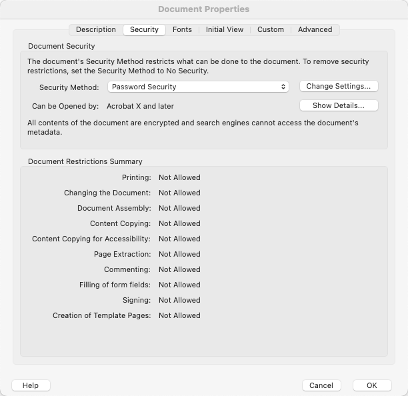 Document Properties
Description Security Fonts Initial View Custom Advanced
Document Security
The document's Security Method restricts what can be done to the document. To remove security
restrictions, set the Security Method to No Security.
Security Method: Password Security Change Settings...
Can be Opened by: Acrobat X and later Show Details...
All contents of the document are encrypted and search engines cannot access the document's
metadata.
Document Restrictions Summary
Printing: Not Allowed
Changing the Document: Not Allowed
Document Assembly: Not Allowed
Content Copying: Not Allowed
Content Copying for Accessibility: Not Allowed
Page Extraction: Not Allowed
Commenting: Not Allowed
Filling of form fields: Not Allowed
Signing: Not Allowed
Creation of Template Pages: Not Allowed
Help Cancel OK